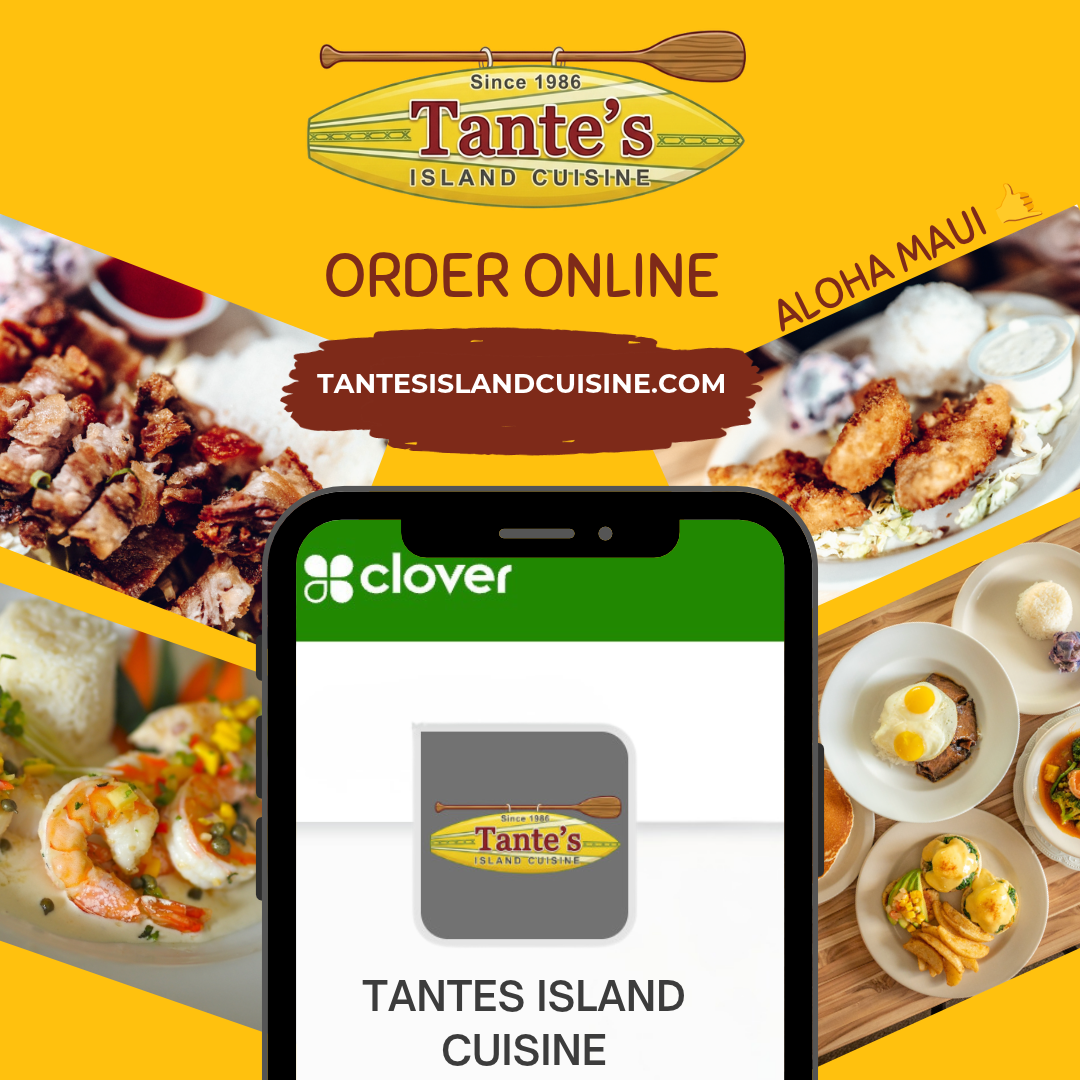 Since 1986
Tante's
ISLAND CUISINE
ORDER ONLINE
ALOHA MAUI 🤙
TANTESISLANDCUISINE.COM
clover
Since 1986
Tante's
ISLAND CUISINE
TANTES ISLAND
CUISINE